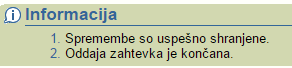 Informacija
1. Spremembe so uspešno shranjene.
2. Oddaja zahtevka je končana.